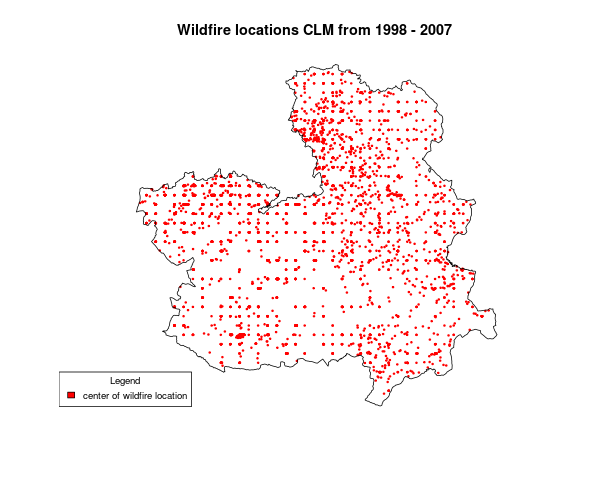 Wildfire locations CLM from 1998 - 2007
Legend
center of wildfire location